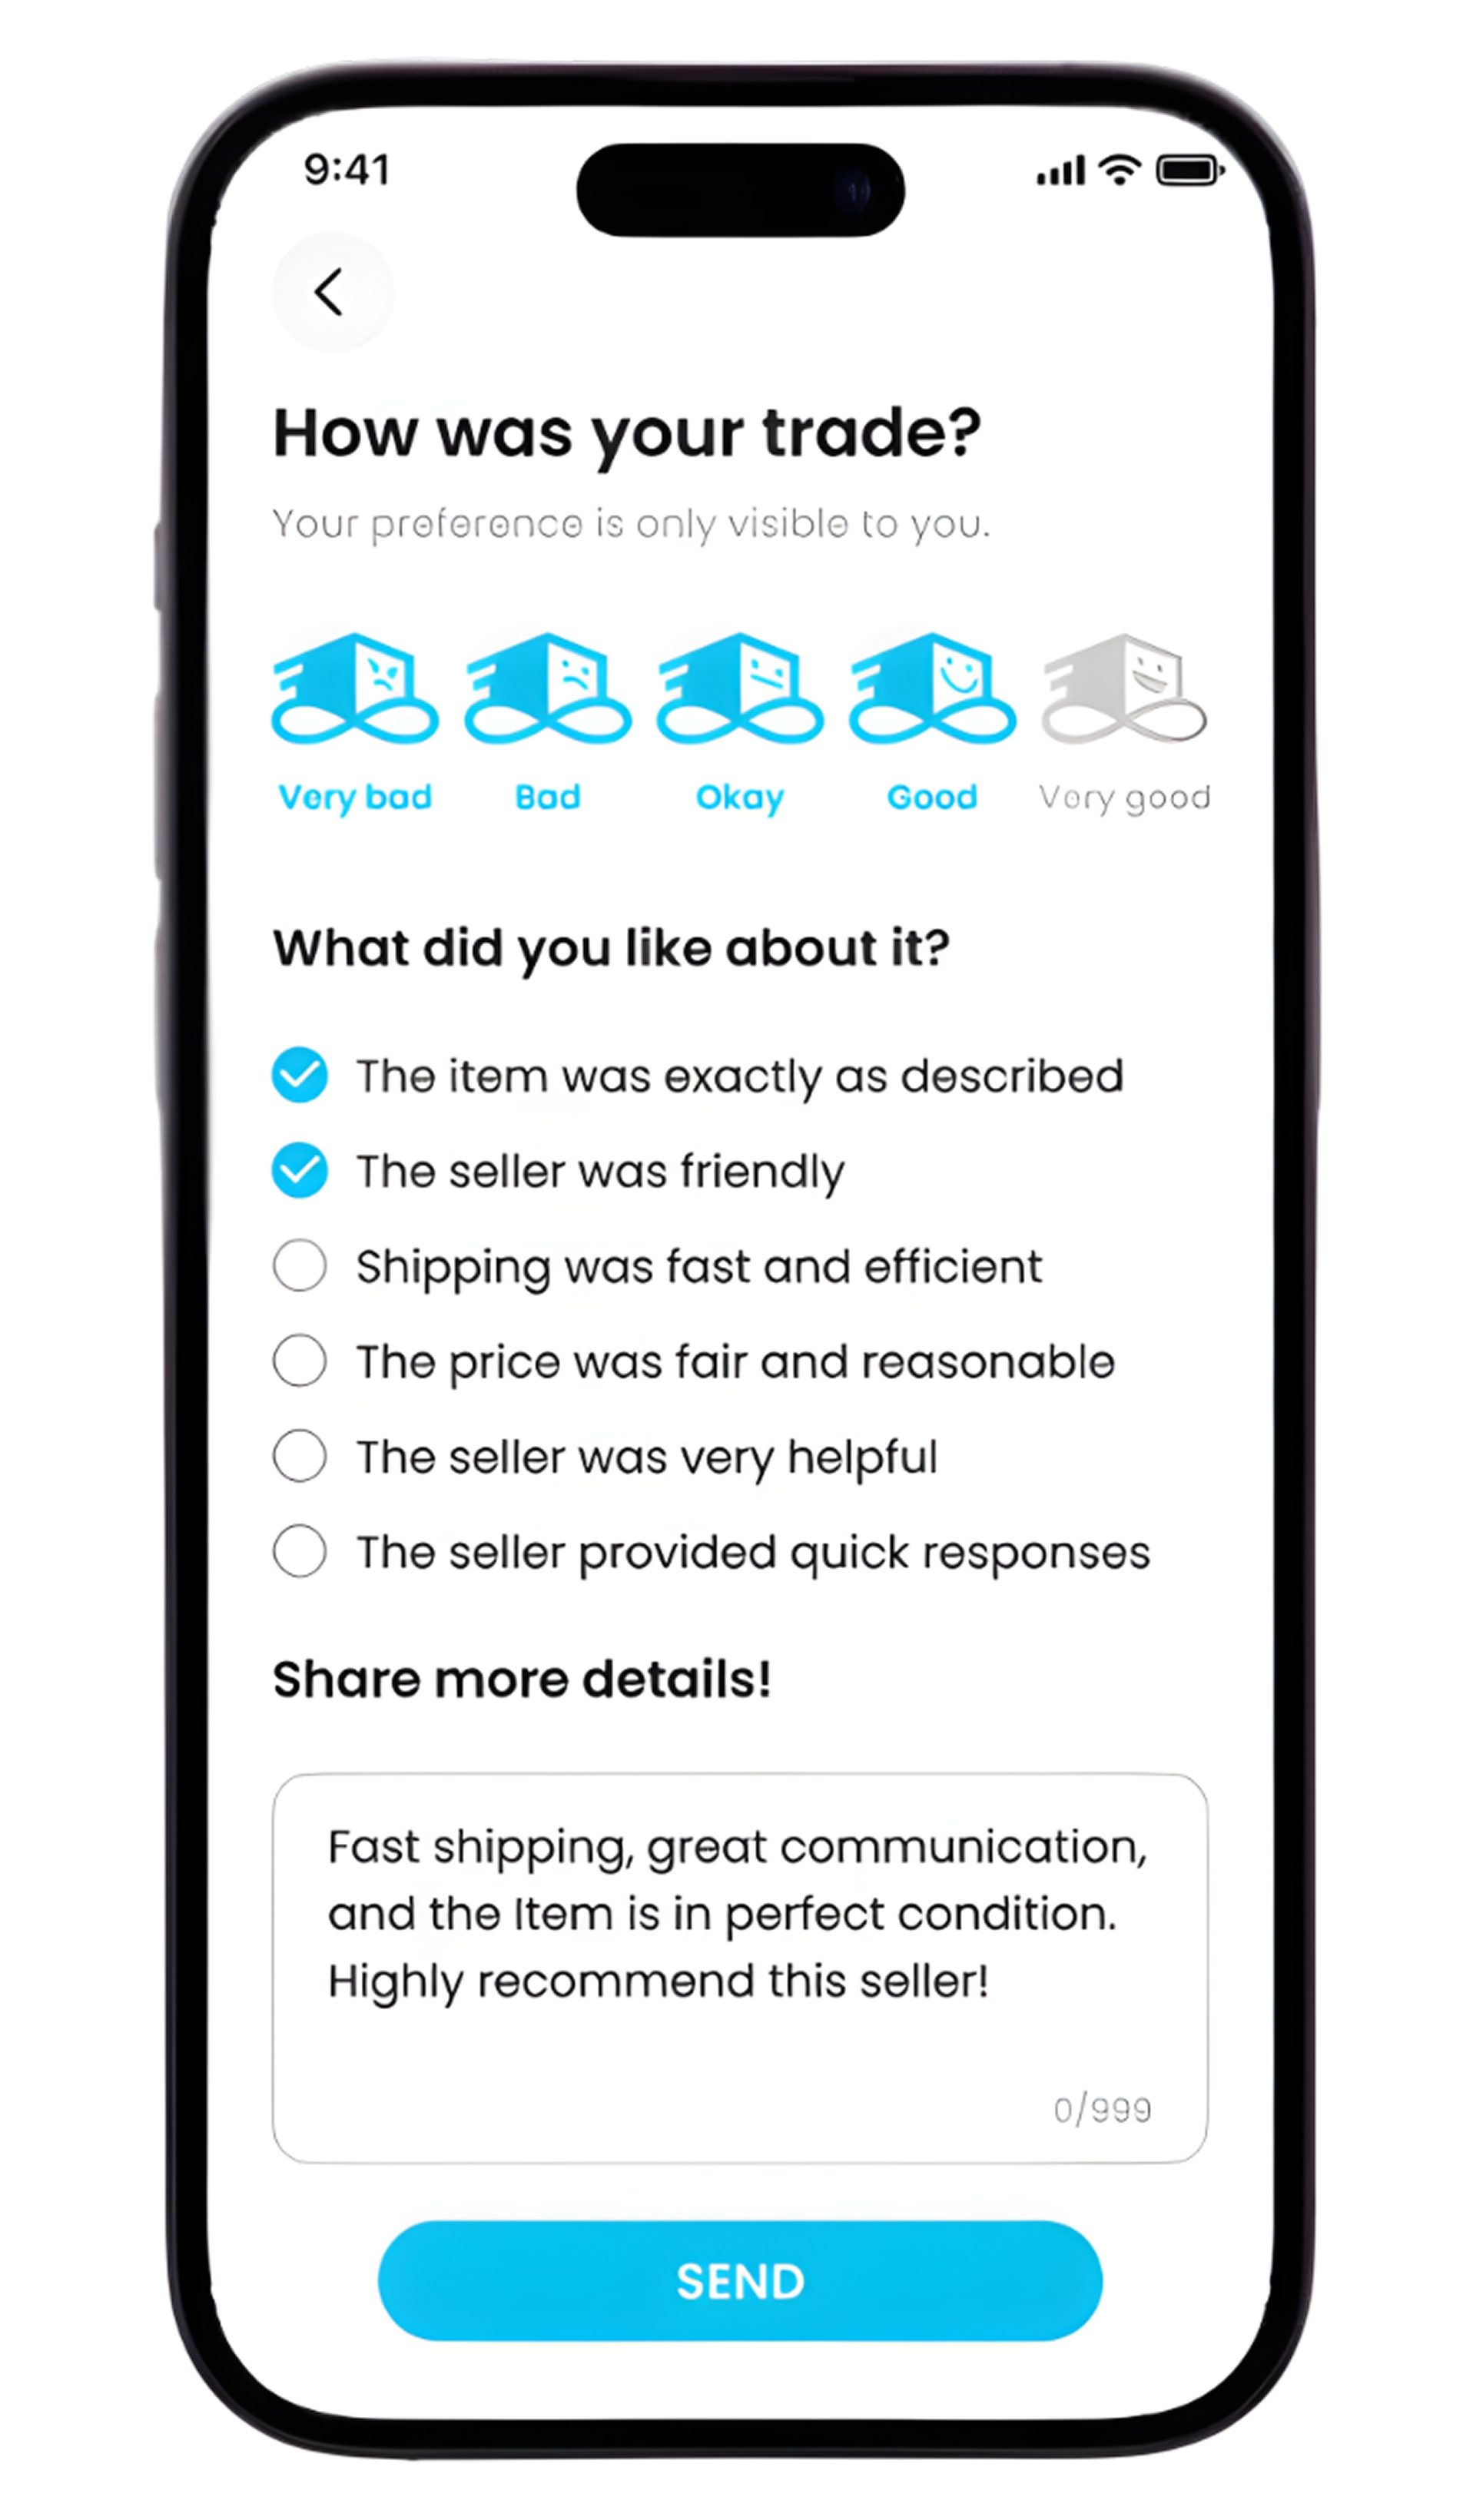 9:41
How was your trade?
Your preference is only visible to you.
Very bad Bad Okay Good Very good
What did you like about it?
The item was exactly as described
The seller was friendly
Shipping was fast and efficient
The price was fair and reasonable
The seller was very helpful
The seller provided quick responses
Share more details!
Fast shipping, great communication,
and the Item is in perfect condition.
Highly recommend this seller!
0/999
SEND